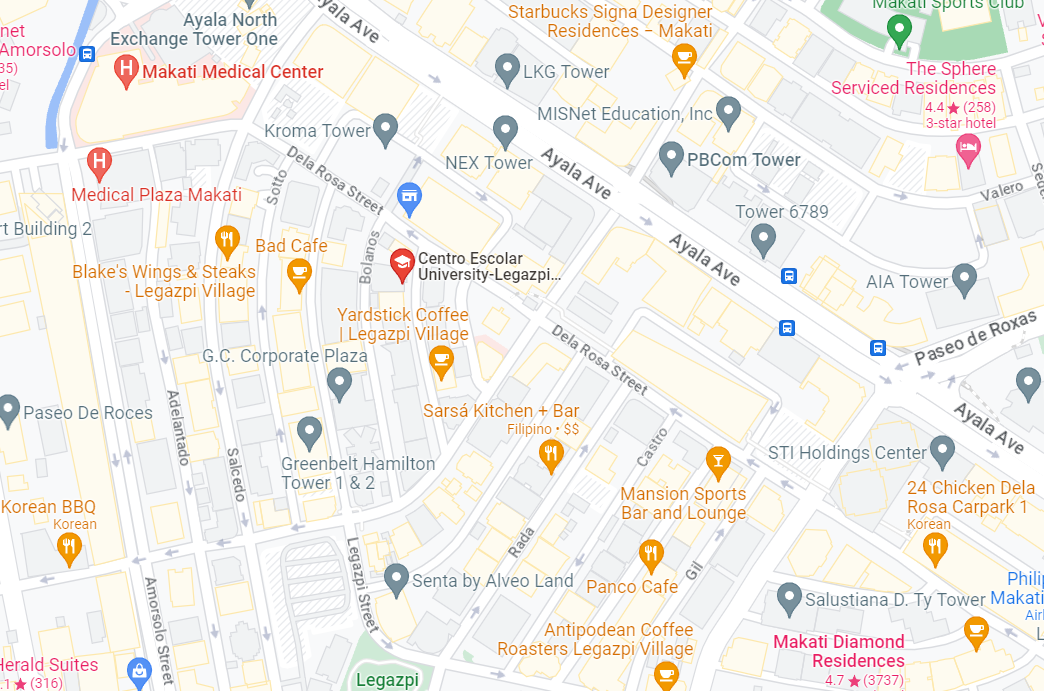 Ayala Ave
Ayala North
Exchange Tower One
Starbucks Signa Designer
Residences – Makati
Makati Sports Club
net
Amorsolo
35)
el
Makati Medical Center
LKG Tower
The Sphere
Serviced Residences
4.4★ (258)
3-star hotel
Kroma Tower
MISNet Education, Inc
NEX Tower
Ayala Ave
PBCom Tower
Medical Plaza Makati
Sotto
Dela Rosa Street
Valero
Tower 6789
rt Building 2
Bad Cafe
Blake's Wings & Steaks
- Legazpi Village
Bolanos
Centro Escolar
University-Legazpi...
Ayala Ave
AIA Tower
Yardstick Coffee
| Legazpi Village
Dela Rosa Street
Paseo de Roxas
G.C. Corporate Plaza
Paseo De Roces
Adelantado
Salcedo
Sarsá Kitchen + Bar
Filipino • $$
Castro
Ayala Ave
STI Holdings Center
Greenbelt Hamilton
Tower 1 & 2
Mansion Sports
Bar and Lounge
24 Chicken Dela
Rosa Carpark 1
Korean
Korean BBQ
Korean
Rada
Gil
Legazpi Street
Senta by Alveo Land
Panco Cafe
Amorsolo Street
Salustiana D. Ty Tower
Makati
Antipodean Coffee
Roasters Legazpi Village
Makati Diamond
Residences
4.7★(3737)
Herald Suites
.1★(316)
Legazpi